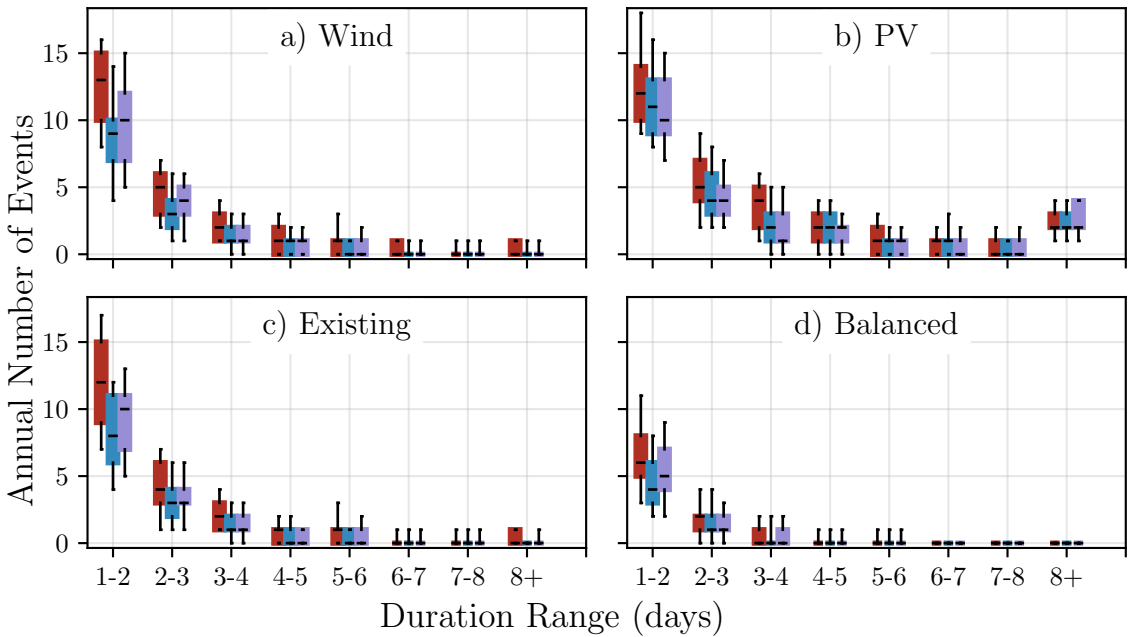 a) Wind
b) PV
15
10
5
0
c) Existing
d) Balanced
15
10
5
0
Annual Number of Events
1-2 2-3 3-4 4-5 5-6 6-7 7-8 8+
1-2 2-3 3-4 4-5 5-6 6-7 7-8 8+
Duration Range (days)